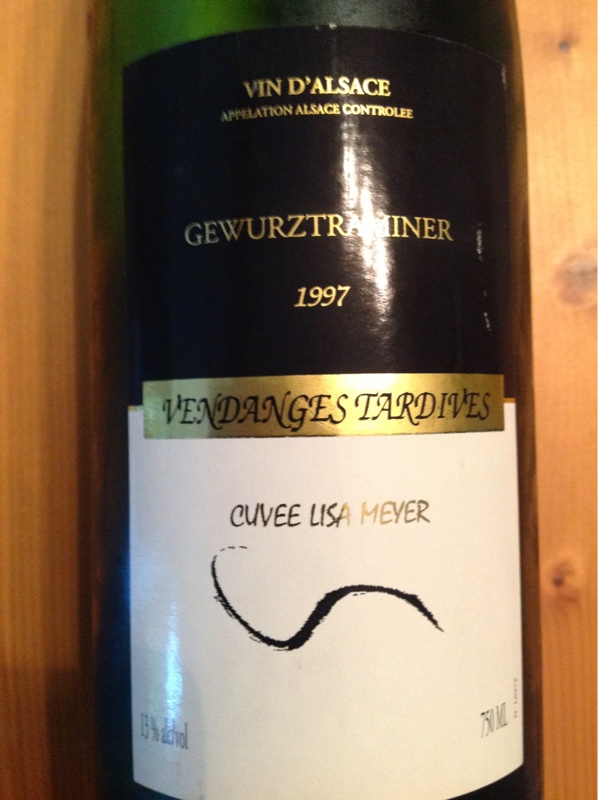 VIN D'ALSACE
APPELATION ALSACE CONTROLEE
GEWURZTRAMINER
1997
VENDANGES TARDIVES
CUVEE LISA MEYER
13 % alc/vol
750 ML